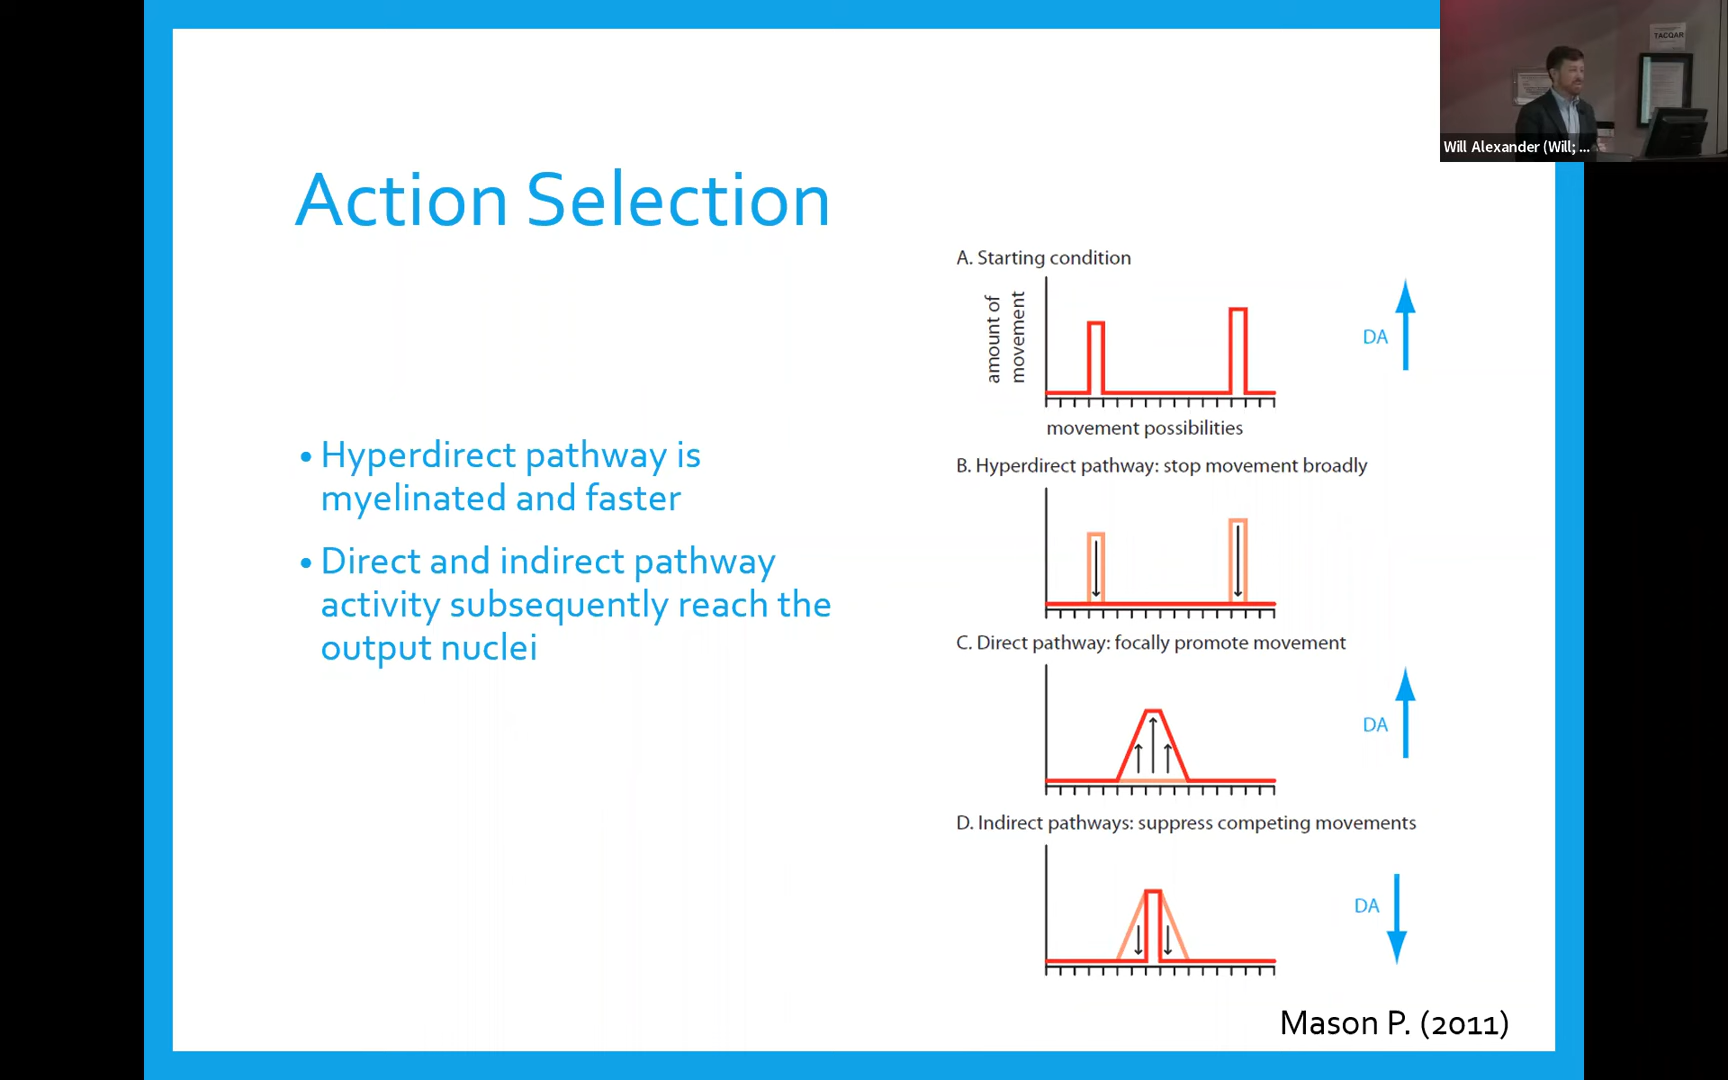 TACQAR
Will Alexander (Will; ...
Action Selection
• Hyperdirect pathway is
myelinated and faster
• Direct and indirect pathway
activity subsequently reach the
output nuclei
A. Starting condition
amount of
movement
DA
movement possibilities
B. Hyperdirect pathway: stop movement broadly
C. Direct pathway: focally promote movement
DA
D. Indirect pathways: suppress competing movements
DA
Mason P. (2011)